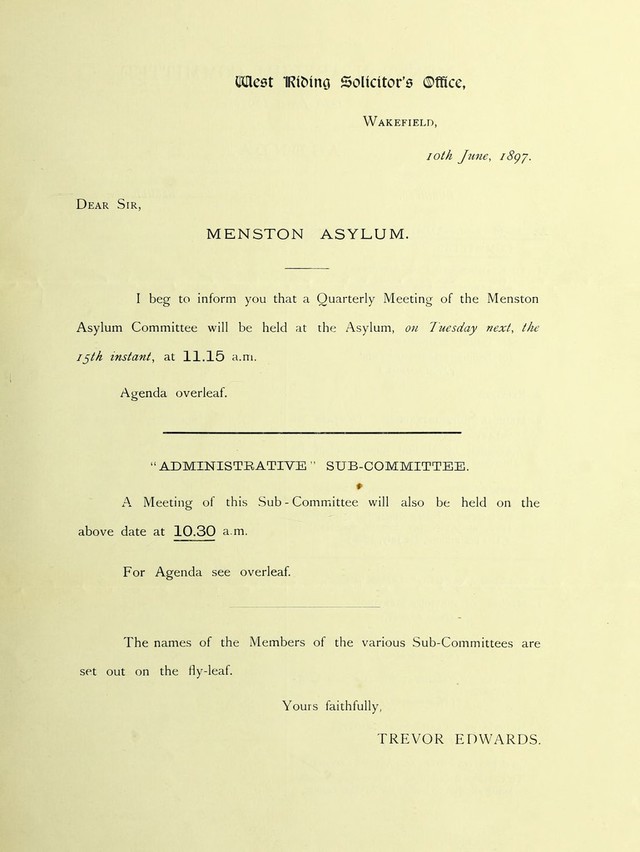 West Riding Solicitor's Office,
Wakefield,
10th June, 1897.
Dear Sir,
MENSTON ASYLUM.
I beg to inform you that a Quarterly Meeting of the Menston
Asylum Committee will be held at the Asylum, on Tuesday next, the
15th instant, at 11.15 a.m.
Agenda overleaf.
"ADMINISTRATIVE" SUB-COMMITTEE.
A Meeting of this Sub-Committee will also be held on the
above date at 10.30 a.m.
For Agenda see overleaf.
The names of the Members of the various Sub-Committees are
set out on the fly-leaf.
Yours faithfully,
TREVOR EDWARDS.